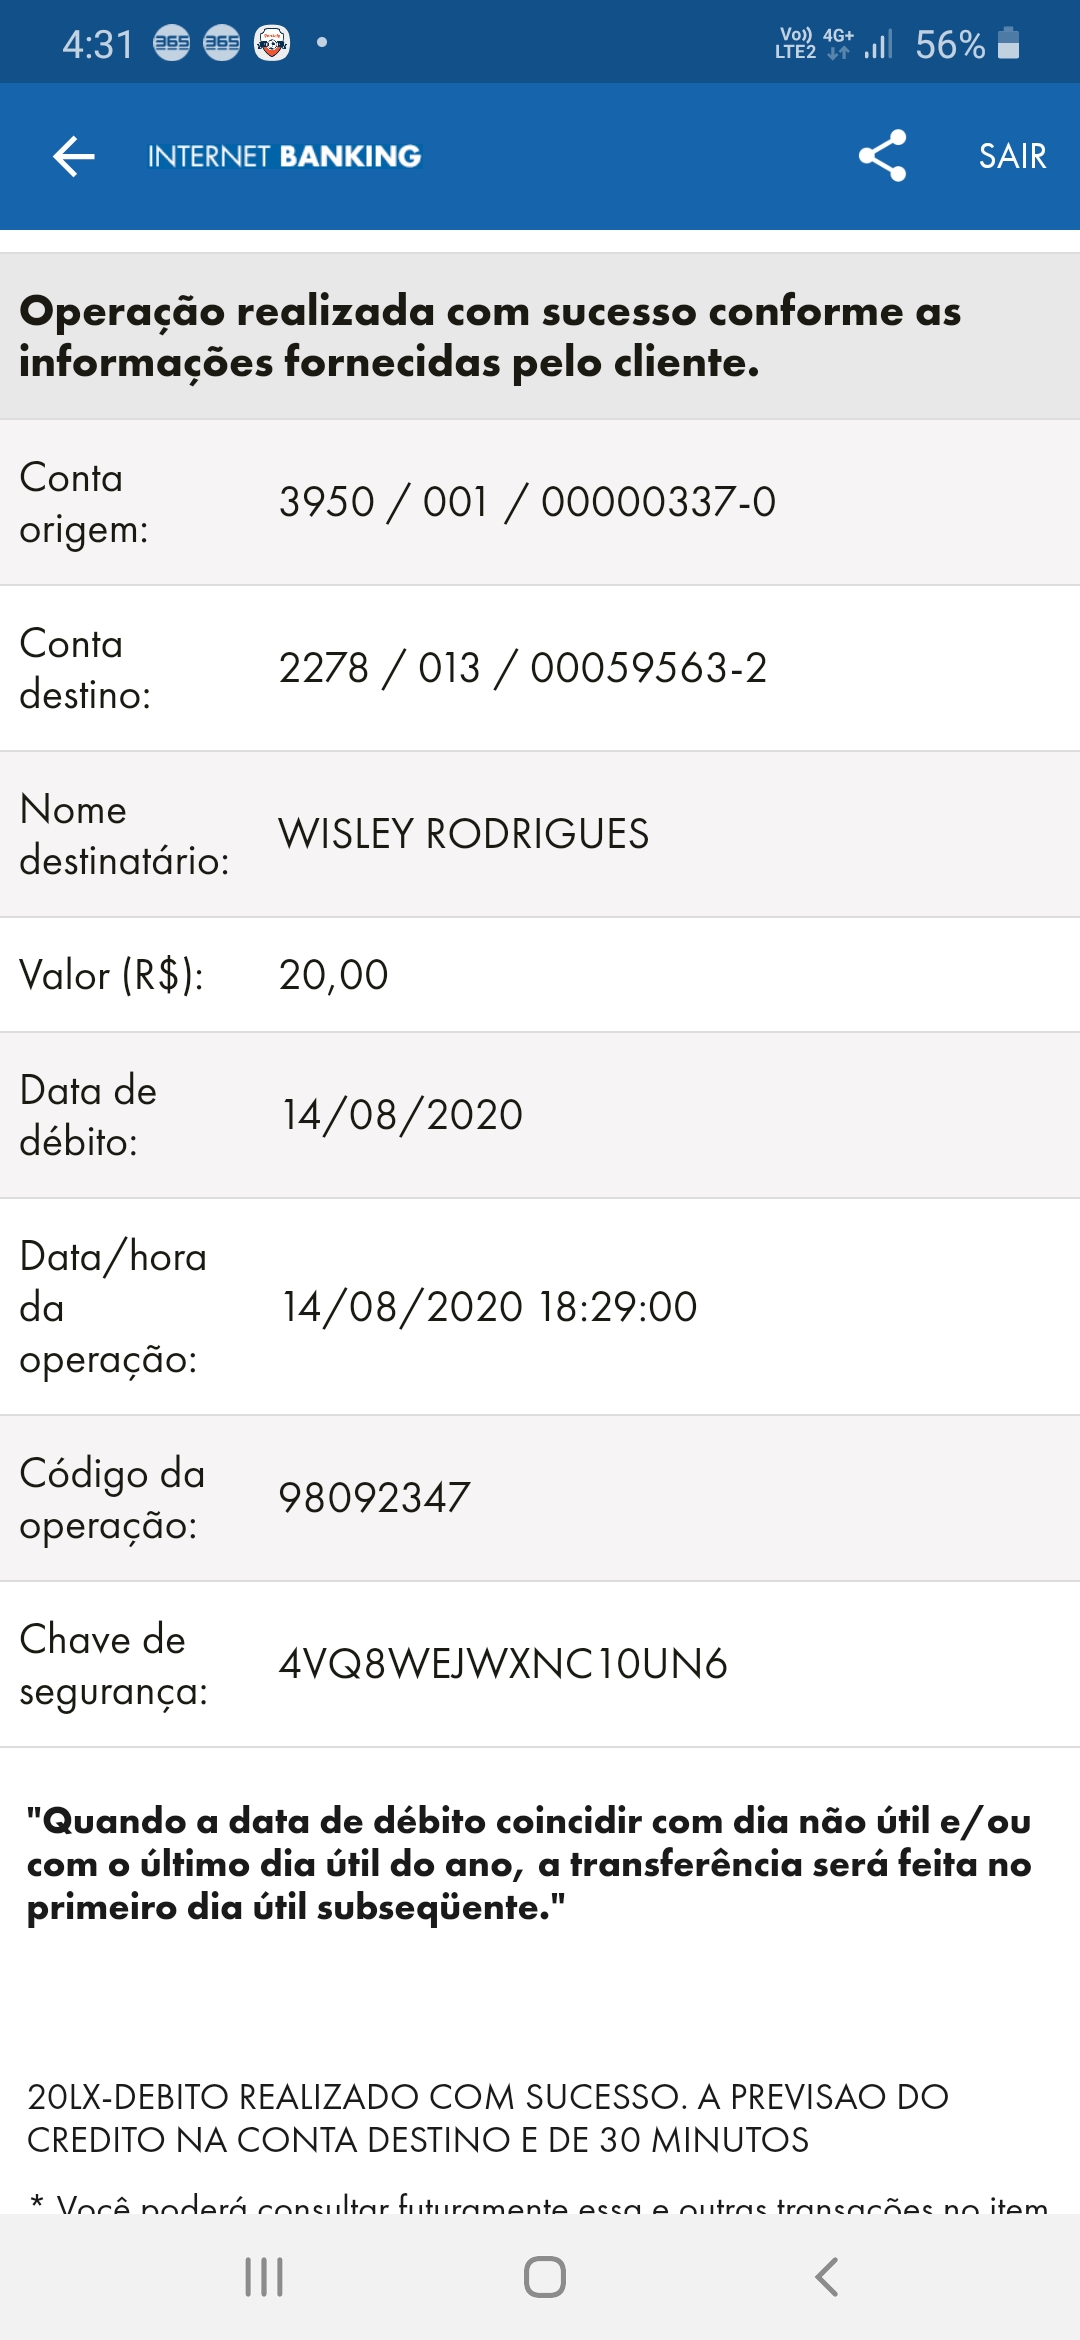 4:31 365 365 Vo)) LTE2 4G+ 56%
INTERNET BANKING SAIR
Operação realizada com sucesso conforme as
informações fornecidas pelo cliente.
Conta
origem: 3950 / 001 / 00000337-0
Conta
destino: 2278 / 013 / 00059563-2
Nome
destinatário: WISLEY RODRIGUES
Valor (R$): 20,00
Data de
débito: 14/08/2020
Data/hora
da 14/08/2020 18:29:00
operação:
Código da
operação: 98092347
Chave de
segurança: 4VQ8WEJWXNC10UN6
"Quando a data de débito coincidir com dia não útil e/ou
com o último dia útil do ano, a transferência será feita no
primeiro dia útil subseqüente."
20LX-DEBITO REALIZADO COM SUCESSO. A PREVISAO DO
CREDITO NA CONTA DESTINO E DE 30 MINUTOS
* Você poderá consultar futuramente essa e outras transações no item